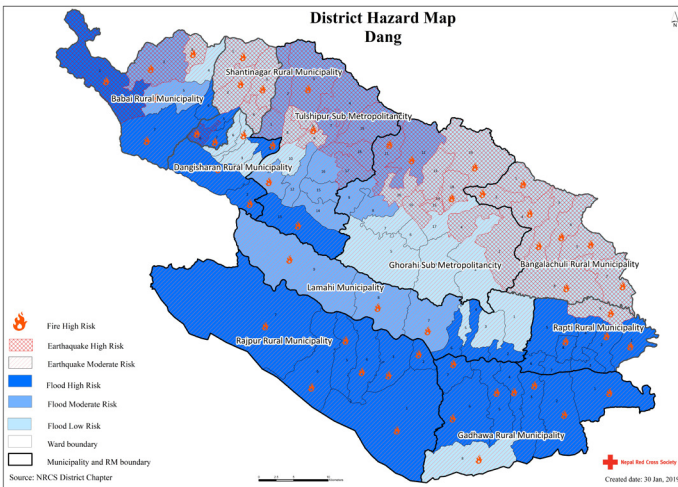 District Hazard Map
Dang
N
Shantinagar Rural Municipality
Babai Rural Municipality
Tulshipur Sub Metropolitancity
Dangisharan Rural Municipality
Ghorahi Sub Metropolitancity
Bangalachuli Rural Municipality
Lamahi Municipality
Rapti Rural Municipality
Rajpur Rural Municipality
Gadhawa Rural Municipality
Fire High Risk
Earthquake High Risk
Earthquake Moderate Risk
Flood High Risk
Flood Moderate Risk
Flood Low Risk
Ward boundary
Municipality and RM boundary
Source: NRCS District Chapter
Nepal Red Cross Society
Created date: 30 Jan, 2019